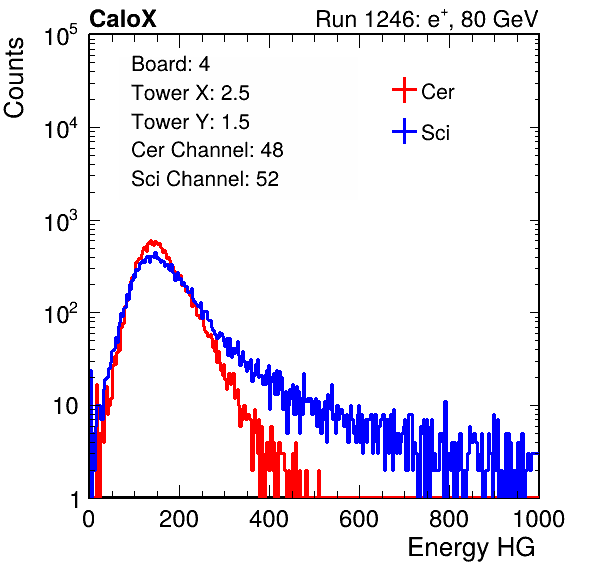 CaloX Run 1246: e⁺, 80 GeV
Counts
10⁵
10⁴
10³
10²
10
1
Board: 4
Tower X: 2.5
Tower Y: 1.5
Cer Channel: 48
Sci Channel: 52
Cer
Sci
0 200 400 600 800 1000
Energy HG